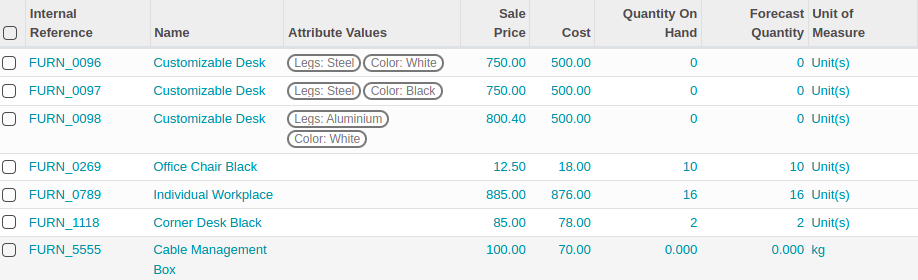 Internal Reference Name Attribute Values Sale Price Cost Quantity On Hand Forecast Quantity Unit of Measure
FURN_0096 Customizable Desk Legs: Steel Color: White 750.00 500.00 0 0 Unit(s)
FURN_0097 Customizable Desk Legs: Steel Color: Black 750.00 500.00 0 0 Unit(s)
FURN_0098 Customizable Desk Legs: Aluminium 800.40 500.00 0 0 Unit(s)
Color: White
FURN_0269 Office Chair Black 12.50 18.00 10 10 Unit(s)
FURN_0789 Individual Workplace 885.00 876.00 16 16 Unit(s)
FURN_1118 Corner Desk Black 85.00 78.00 2 2 Unit(s)
FURN_5555 Cable Management 100.00 70.00 0.000 0.000 kg
Box